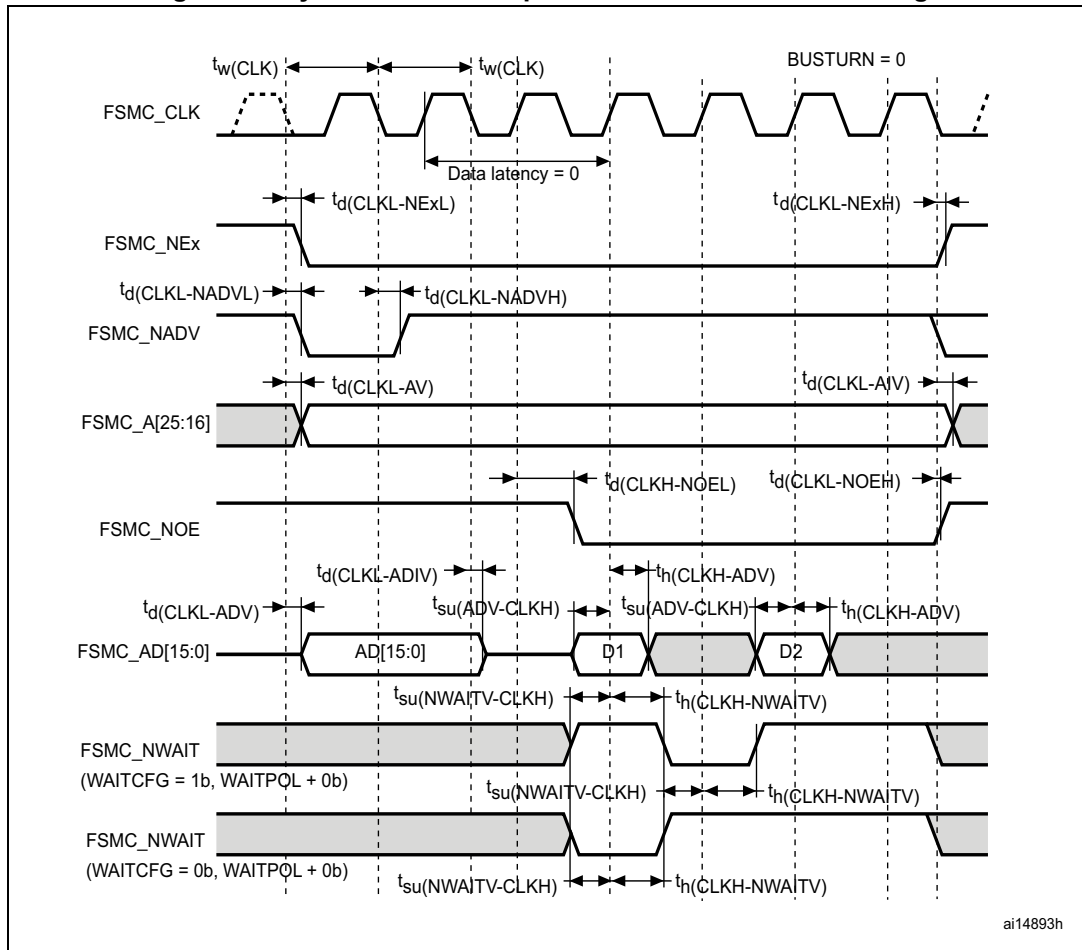 tw(CLK) tw(CLK) BUSTURN = 0
FSMC_CLK
Data latency = 0
td(CLKL-NExL) td(CLKL-NExH)
FSMC_NEx
td(CLKL-NADVL) td(CLKL-NADVH)
FSMC_NADV
td(CLKL-AV) td(CLKL-AIV)
FSMC_A[25:16]
td(CLKH-NOEL) td(CLKL-NOEH)
FSMC_NOE
td(CLKL-ADIV) th(CLKH-ADV)
td(CLKL-ADV) tsu(ADV-CLKH) tsu(ADV-CLKH) th(CLKH-ADV)
FSMC_AD[15:0] AD[15:0] D1 D2
tsu(NWAITV-CLKH) th(CLKH-NWAITV)
FSMC_NWAIT
(WAITCFG = 1b, WAITPOL + 0b)
tsu(NWAITV-CLKH) th(CLKH-NWAITV)
FSMC_NWAIT
(WAITCFG = 0b, WAITPOL + 0b)
tsu(NWAITV-CLKH) th(CLKH-NWAITV)
ai14893h